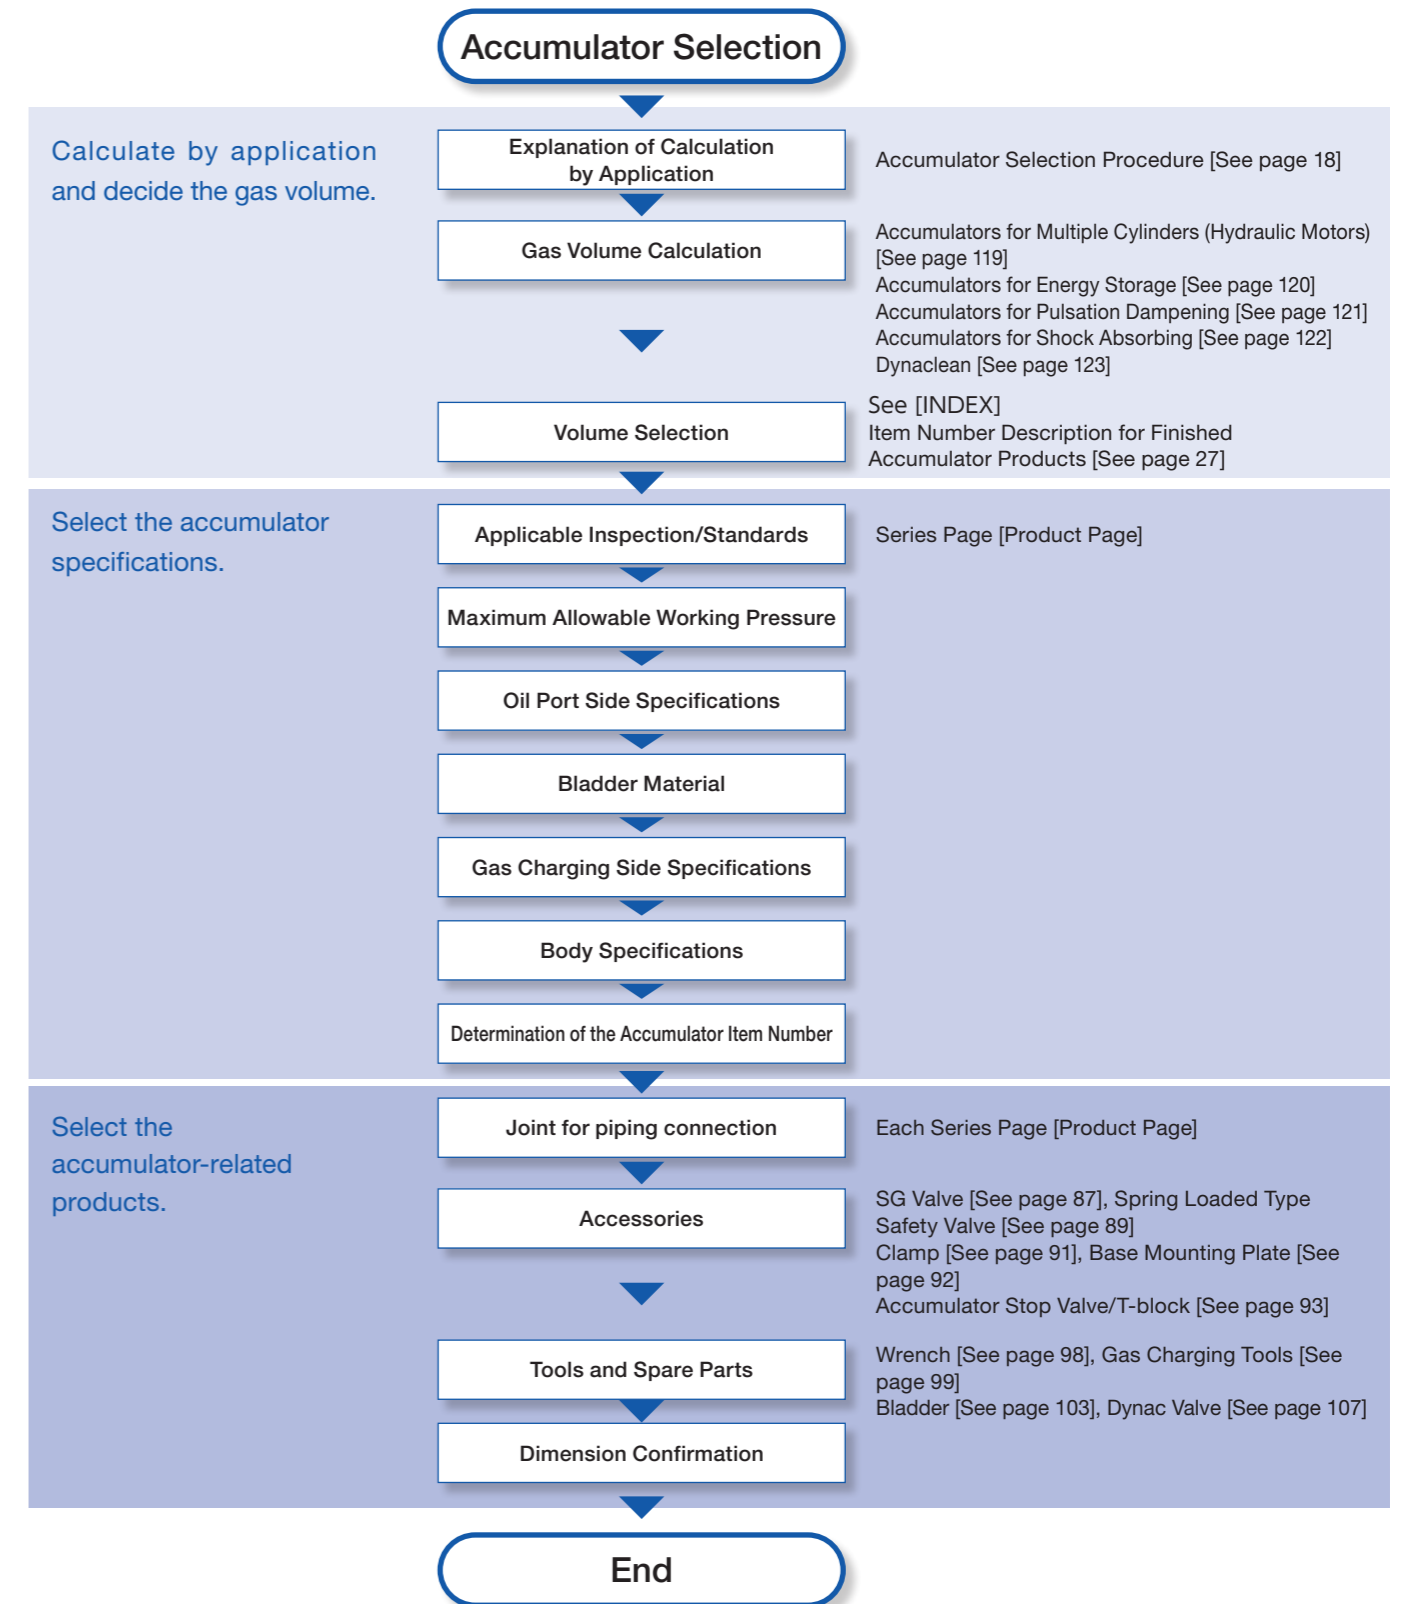 Accumulator Selection
Calculate by application
and decide the gas volume.
Explanation of Calculation
by Application
Accumulator Selection Procedure [See page 18]
Gas Volume Calculation
Accumulators for Multiple Cylinders (Hydraulic Motors)
[See page 119]
Accumulators for Energy Storage [See page 120]
Accumulators for Pulsation Dampening [See page 121]
Accumulators for Shock Absorbing [See page 122]
Dynaclean [See page 123]
Volume Selection
See [INDEX]
Item Number Description for Finished
Accumulator Products [See page 27]
Select the accumulator
specifications.
Applicable Inspection/Standards
Series Page [Product Page]
Maximum Allowable Working Pressure
Oil Port Side Specifications
Bladder Material
Gas Charging Side Specifications
Body Specifications
Determination of the Accumulator Item Number
Select the
accumulator-related
products.
Joint for piping connection
Each Series Page [Product Page]
Accessories
SG Valve [See page 87], Spring Loaded Type
Safety Valve [See page 89]
Clamp [See page 91], Base Mounting Plate [See
page 92]
Accumulator Stop Valve/T-block [See page 93]
Tools and Spare Parts
Wrench [See page 98], Gas Charging Tools [See
page 99]
Bladder [See page 103], Dynac Valve [See page 107]
Dimension Confirmation
End